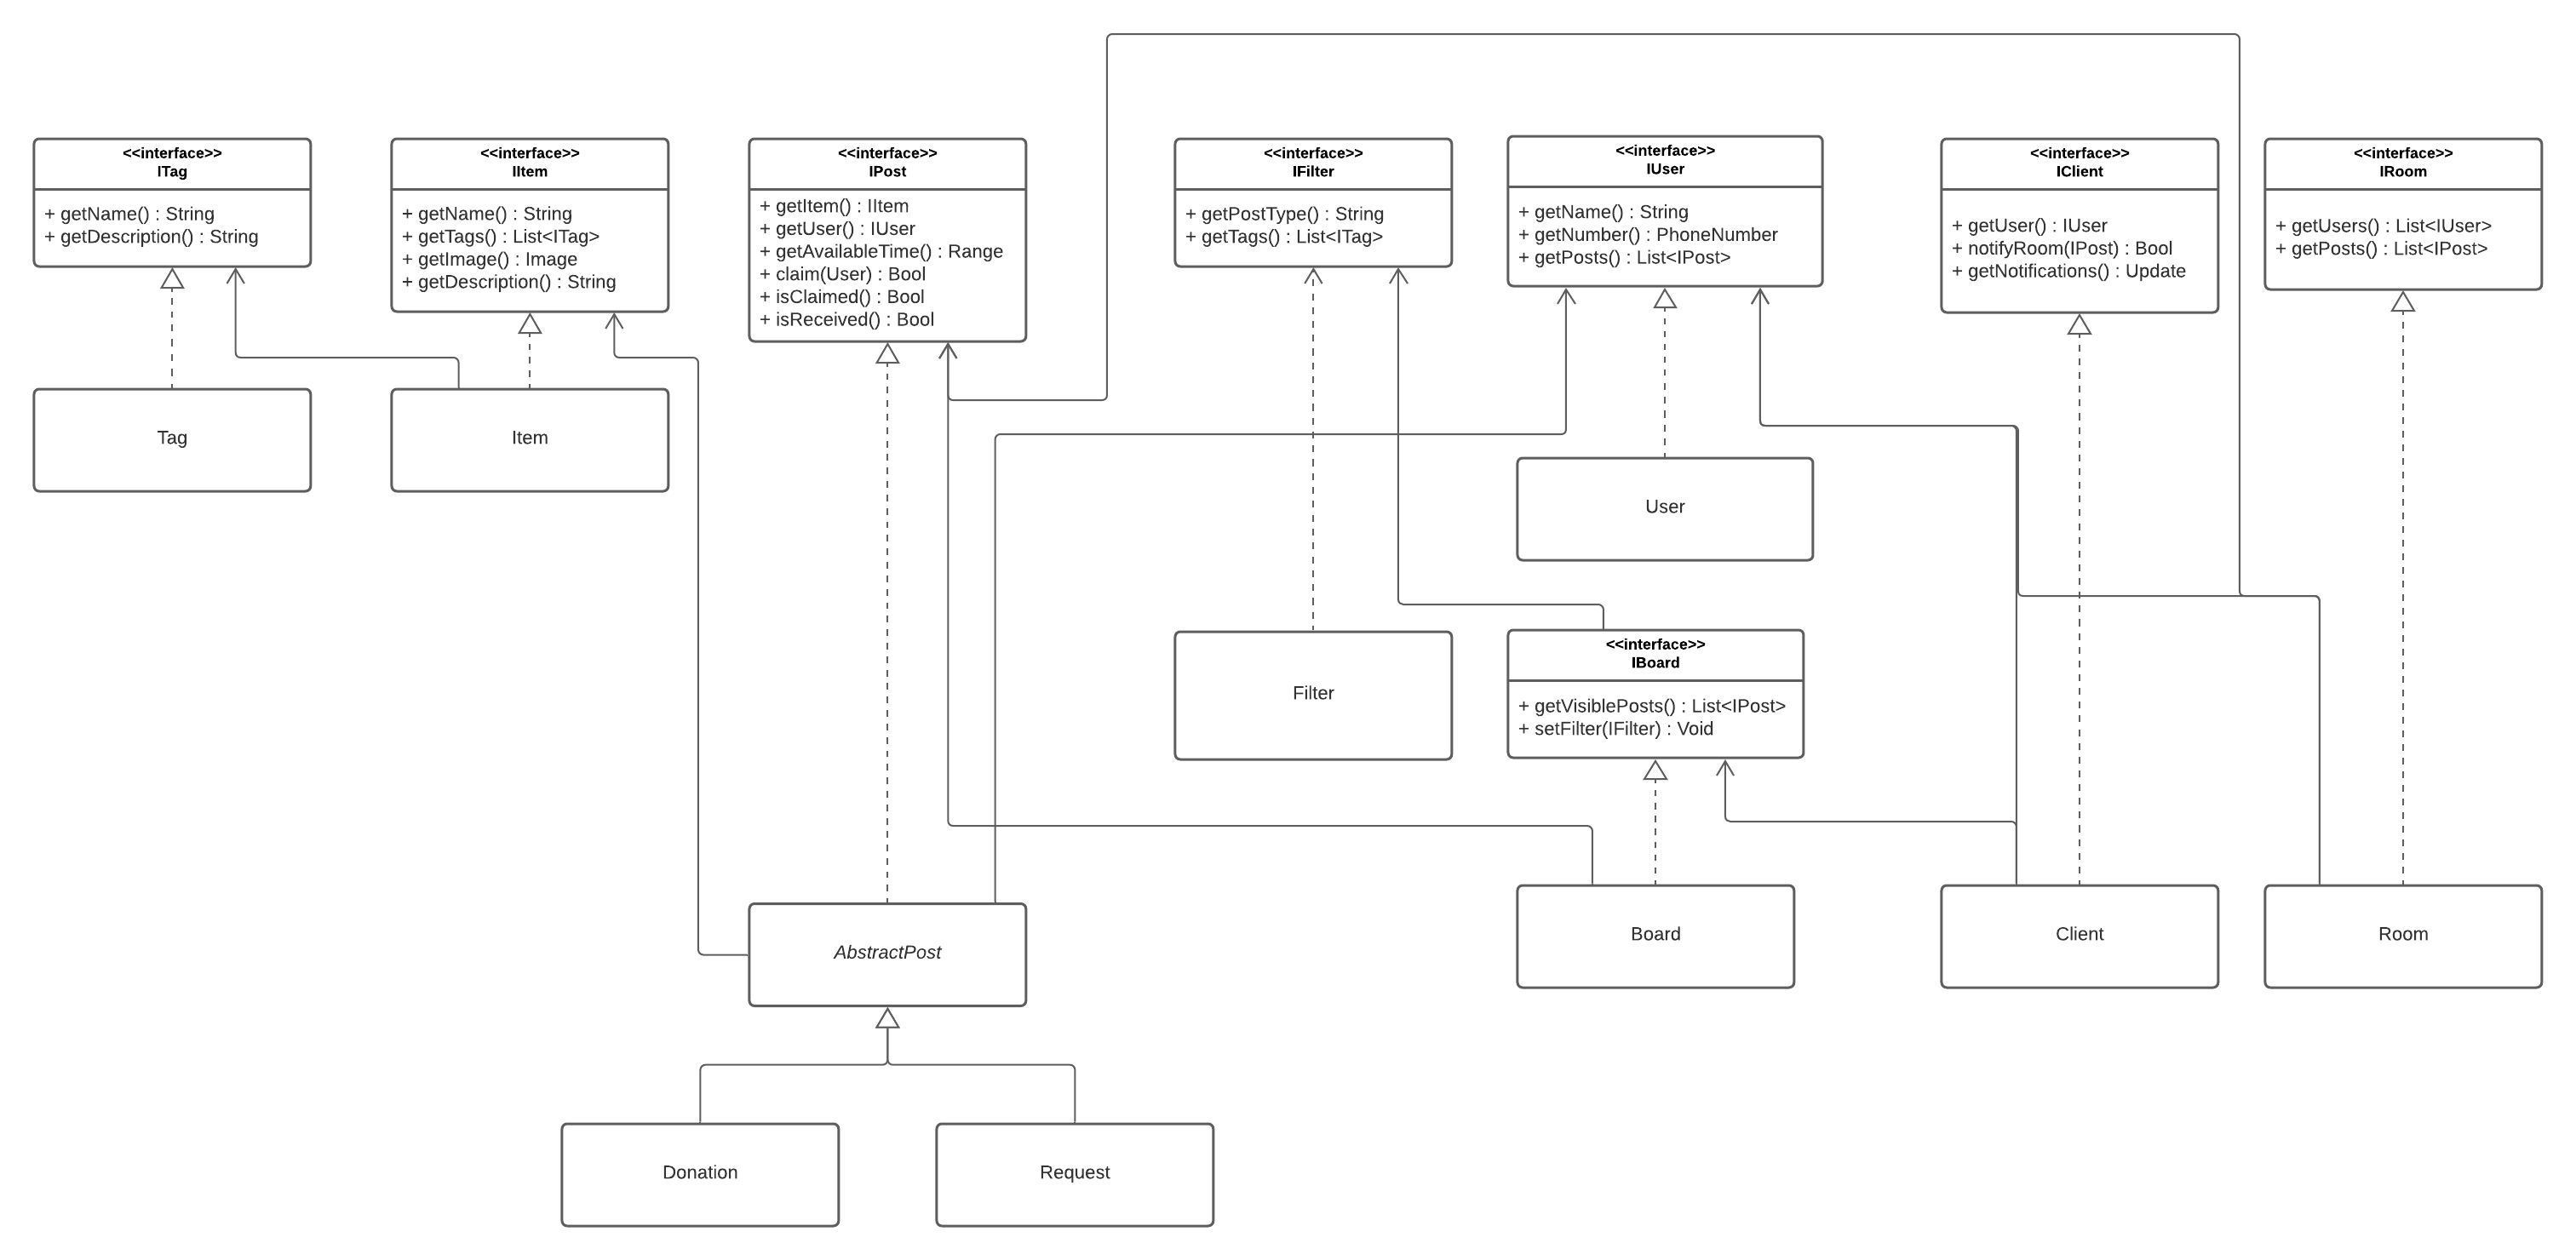 <<interface>>
ITag
+ getName() : String
+ getDescription() : String
<<interface>>
IItem
+ getName() : String
+ getTags() : List<ITag>
+ getImage() : Image
+ getDescription() : String
<<interface>>
IPost
+ getItem() : IItem
+ getUser() : IUser
+ getAvailableTime() : Range
+ claim(User) : Bool
+ isClaimed() : Bool
+ isReceived() : Bool
<<interface>>
IFilter
+ getPostType() : String
+ getTags() : List<ITag>
<<interface>>
IUser
+ getName() : String
+ getNumber() : PhoneNumber
+ getPosts() : List<IPost>
<<interface>>
IClient
+ getUser() : IUser
+ notifyRoom(IPost) : Bool
+ getNotifications() : Update
<<interface>>
IRoom
+ getUsers() : List<IUser>
+ getPosts() : List<IPost>
Tag
Item
User
Filter
<<interface>>
IBoard
+ getVisiblePosts() : List<IPost>
+ setFilter(IFilter) : Void
AbstractPost
Board
Client
Room
Donation
Request